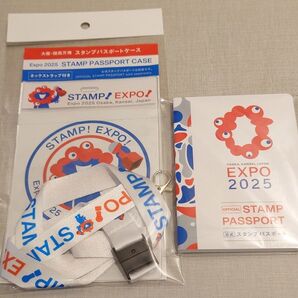 大阪・関西万博 スタンプパスポートケース
Expo 2025 STAMP PASSPORT CASE
ネックストラップ付き
STAMP! EXPO!
Expo 2025 Osaka, Kansai, Japan
STAMP! EXPO!
STAMP
EXPO!
OSAKA, KANSAI, JAPAN
EXPO
2025
OFFICIAL STAMP
PASSPORT
公式 スタンプパスポート